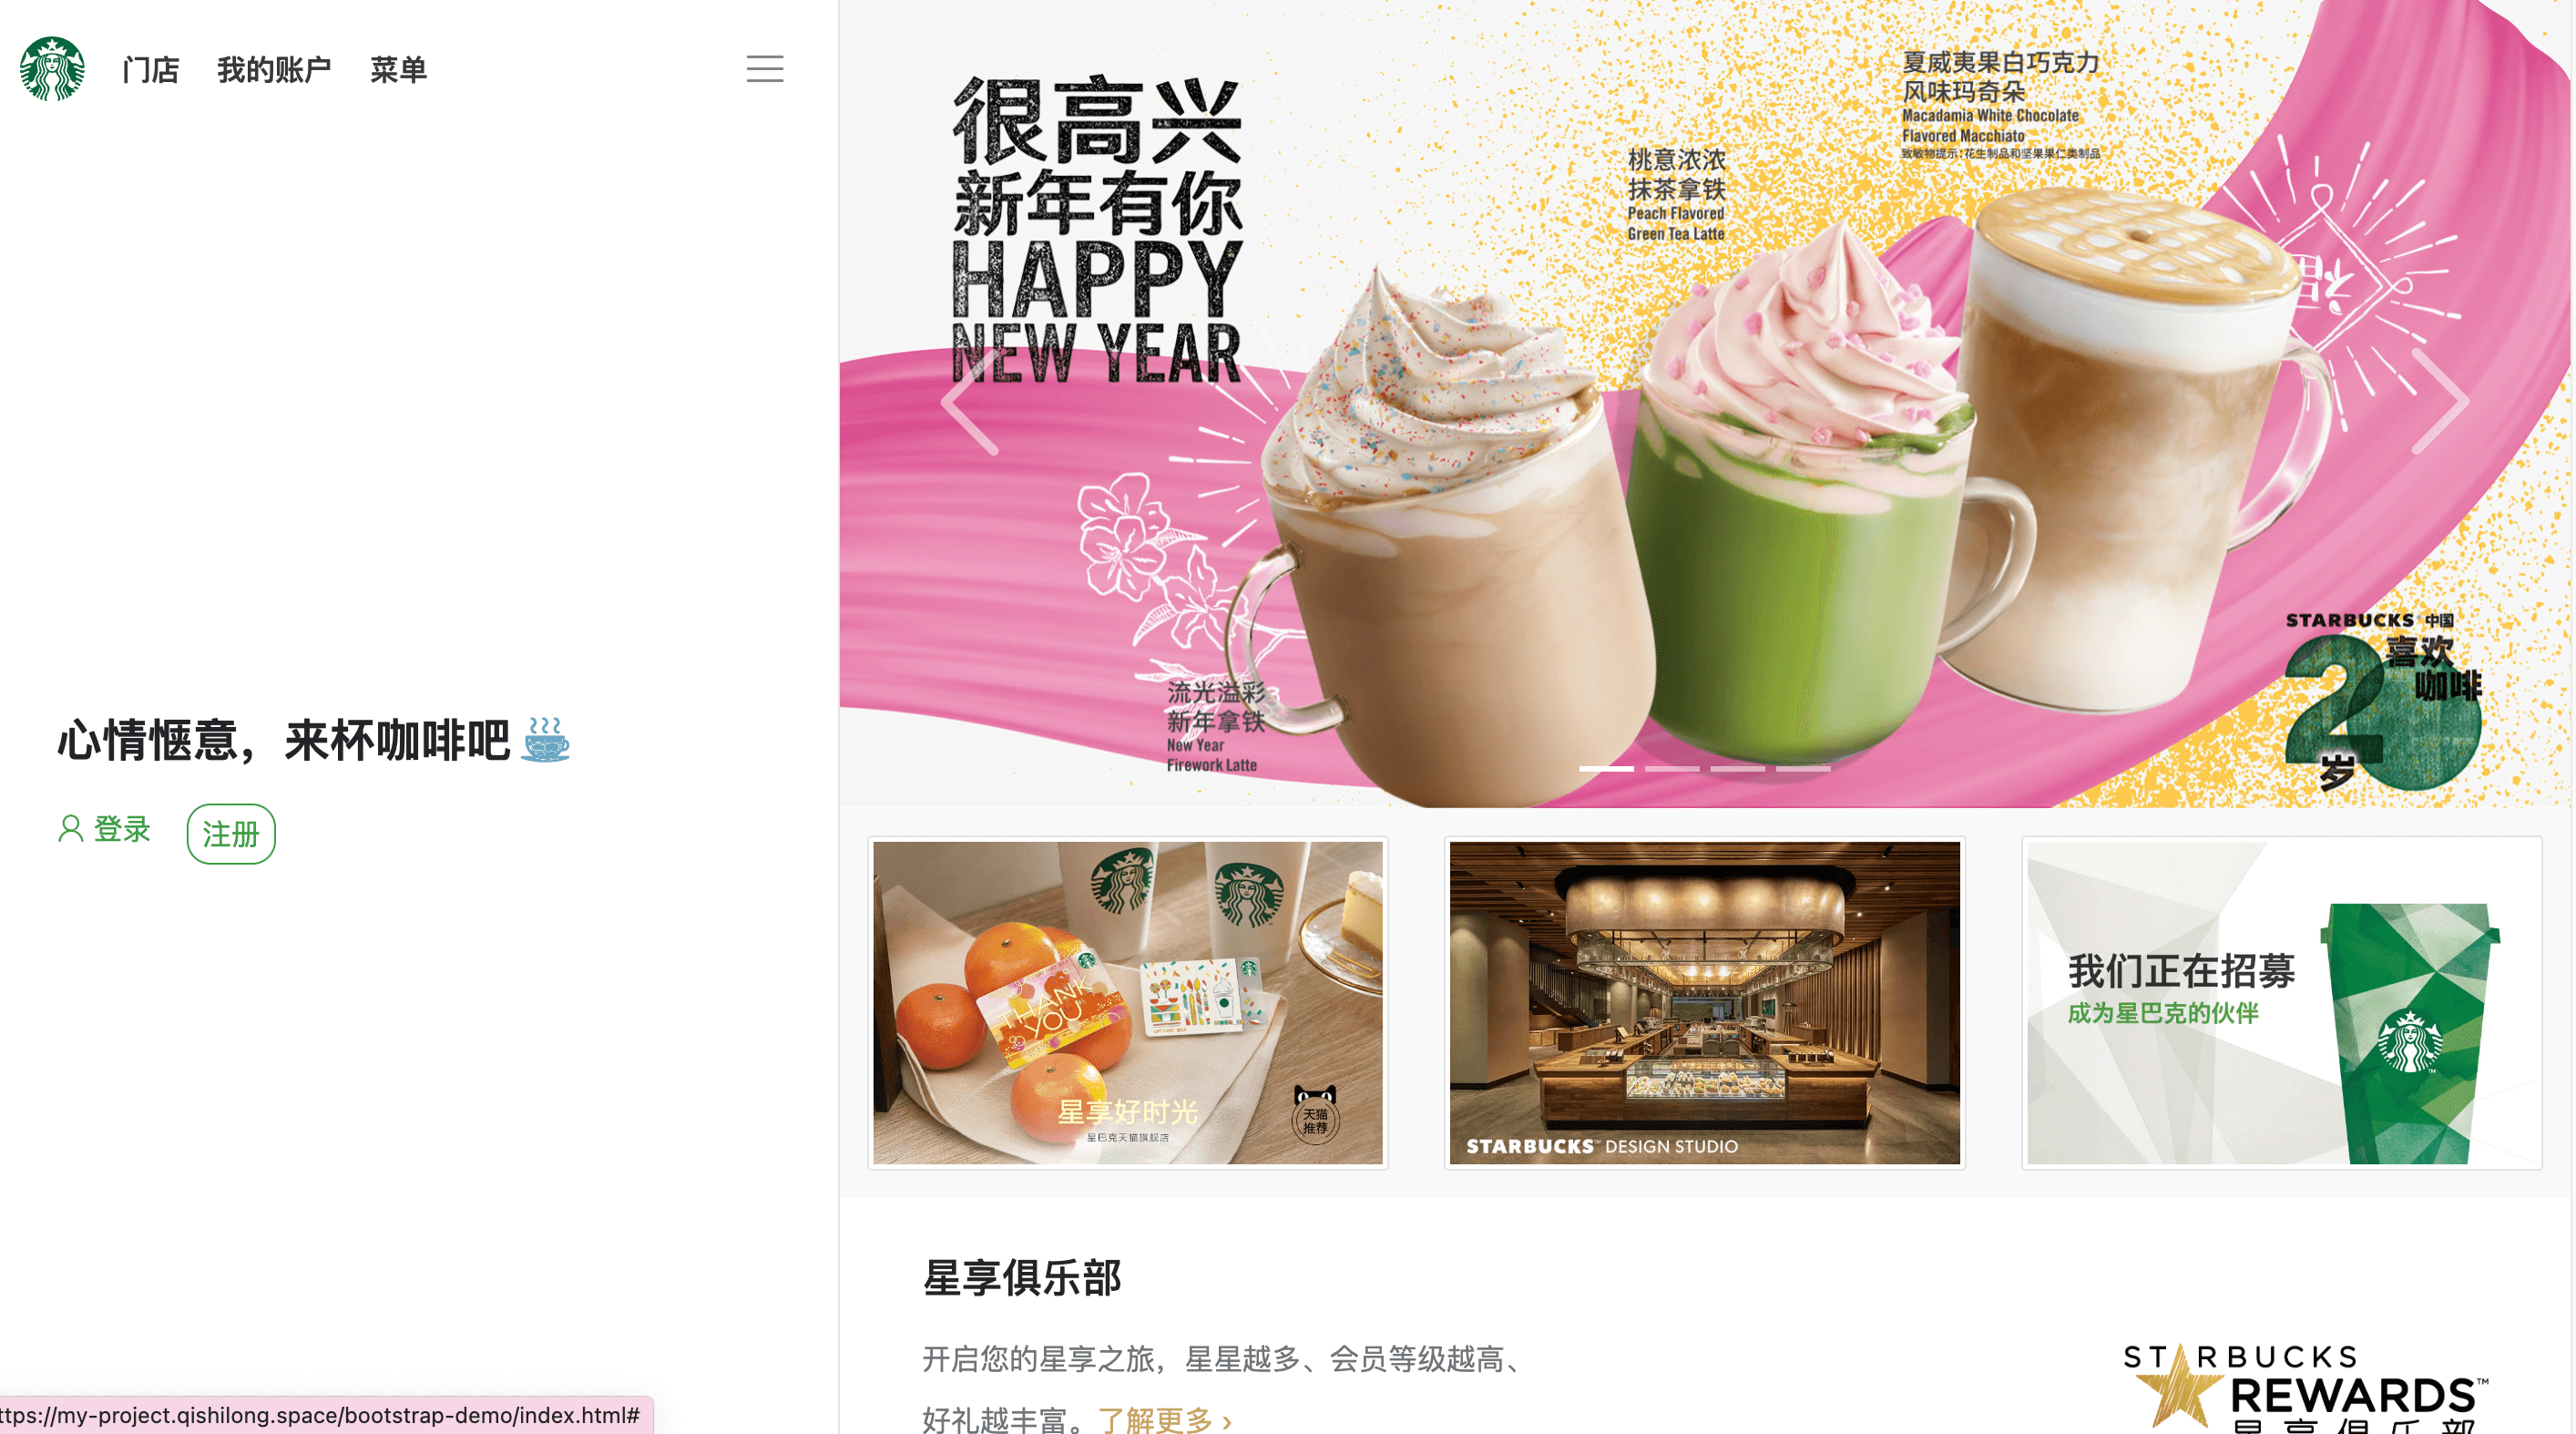 门店 我的账户 菜单
心情惬意，来杯咖啡吧
登录 注册
ttps://my-project.qishilong.space/bootstrap-demo/index.html#
很高兴
新年有你
HAPPY
NEW YEAR
流光溢彩
新年拿铁
New Year
Firework Latte
桃意浓浓
抹茶拿铁
Peach Flavored
Green Tea Latte
夏威夷果白巧克力
风味玛奇朵
Macadamia White Chocolate
Flavored Macchiato
致敏物提示:花生制品和坚果果仁类制品
福
STARBUCKS 中国
喜欢
咖啡
20
岁
THANK
YOU
星享好时光
星巴克天猫旗舰店
天猫
推荐
STARBUCKS™ DESIGN STUDIO
我们正在招募
成为星巴克的伙伴
星享俱乐部
开启您的星享之旅，星星越多、会员等级越高、
好礼越丰富。了解更多 ›
STARBUCKS
REWARDS™
星享俱乐部